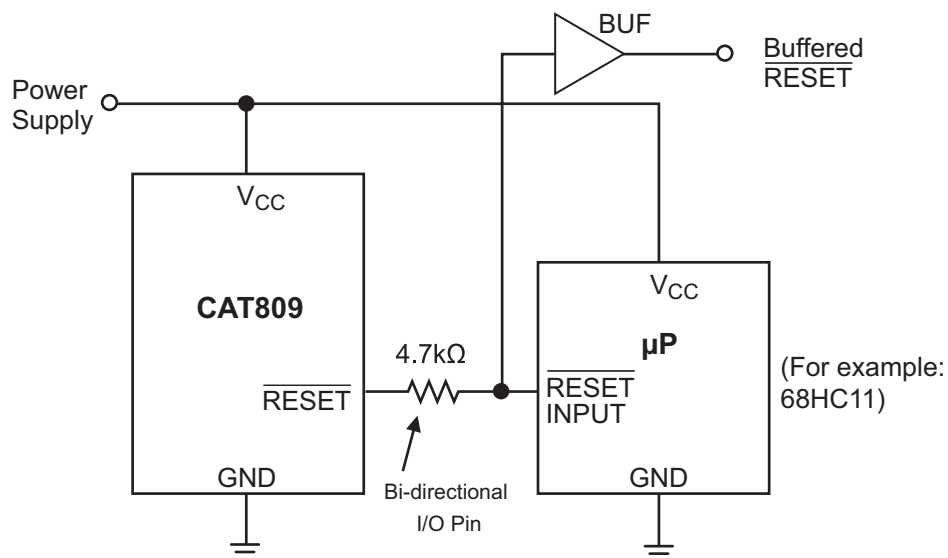 BUF
Buffered
RESET
Power
Supply
VCC
CAT809
RESET
GND
4.7kΩ
Bi-directional
I/O Pin
VCC
µP
RESET
INPUT
GND
(For example:
68HC11)